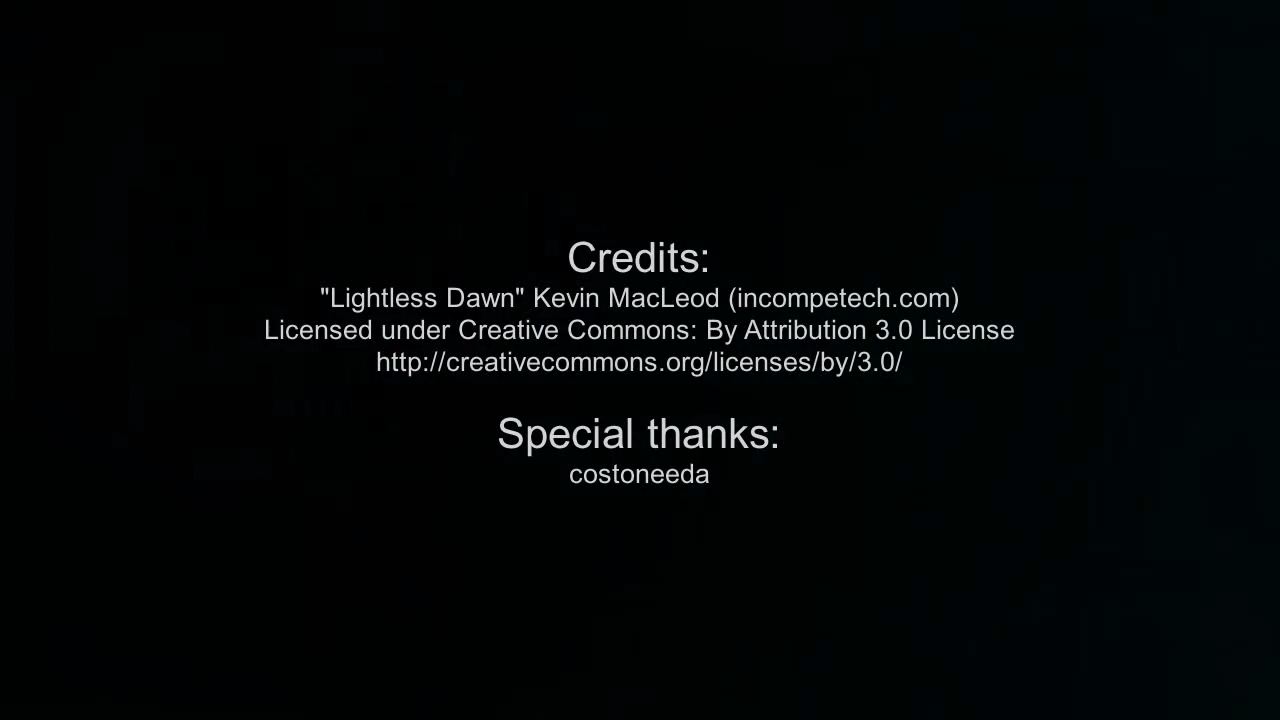 Credits:
"Lightless Dawn" Kevin MacLeod (incompetech.com)
Licensed under Creative Commons: By Attribution 3.0 License
http://creativecommons.org/licenses/by/3.0/
Special thanks:
costoneeda